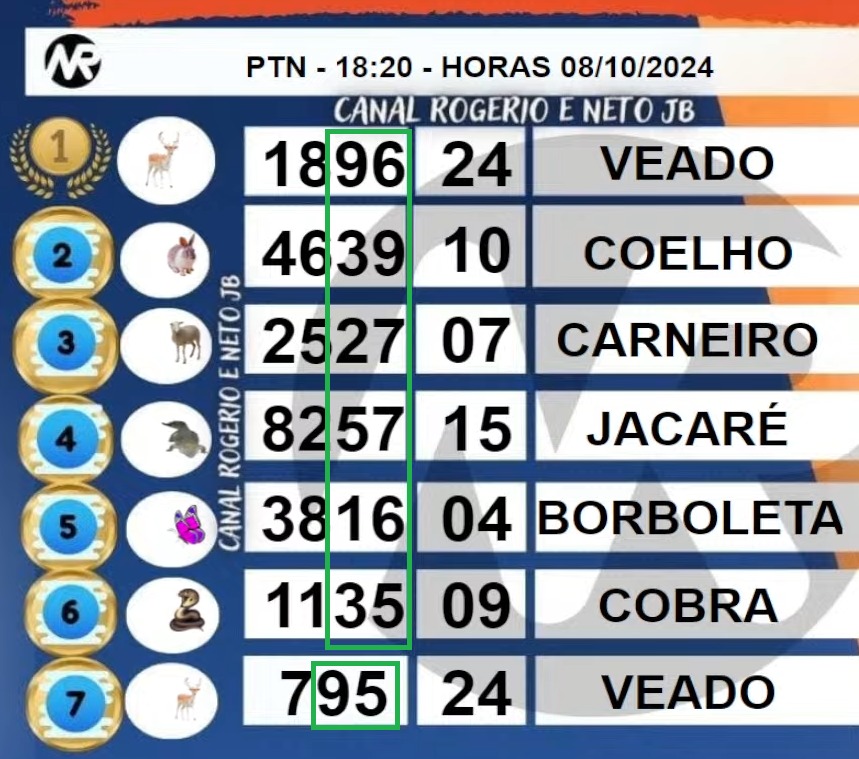 NR
PTN - 18:20 - HORAS 08/10/2024
CANAL ROGERIO E NETO JB
1 1896 24 VEADO
2 4639 10 COELHO
3 2527 07 CARNEIRO
4 8257 15 JACARÉ
5 3816 04 BORBOLETA
6 1135 09 COBRA
7 795 24 VEADO
CANAL ROGERIO E NETO JB